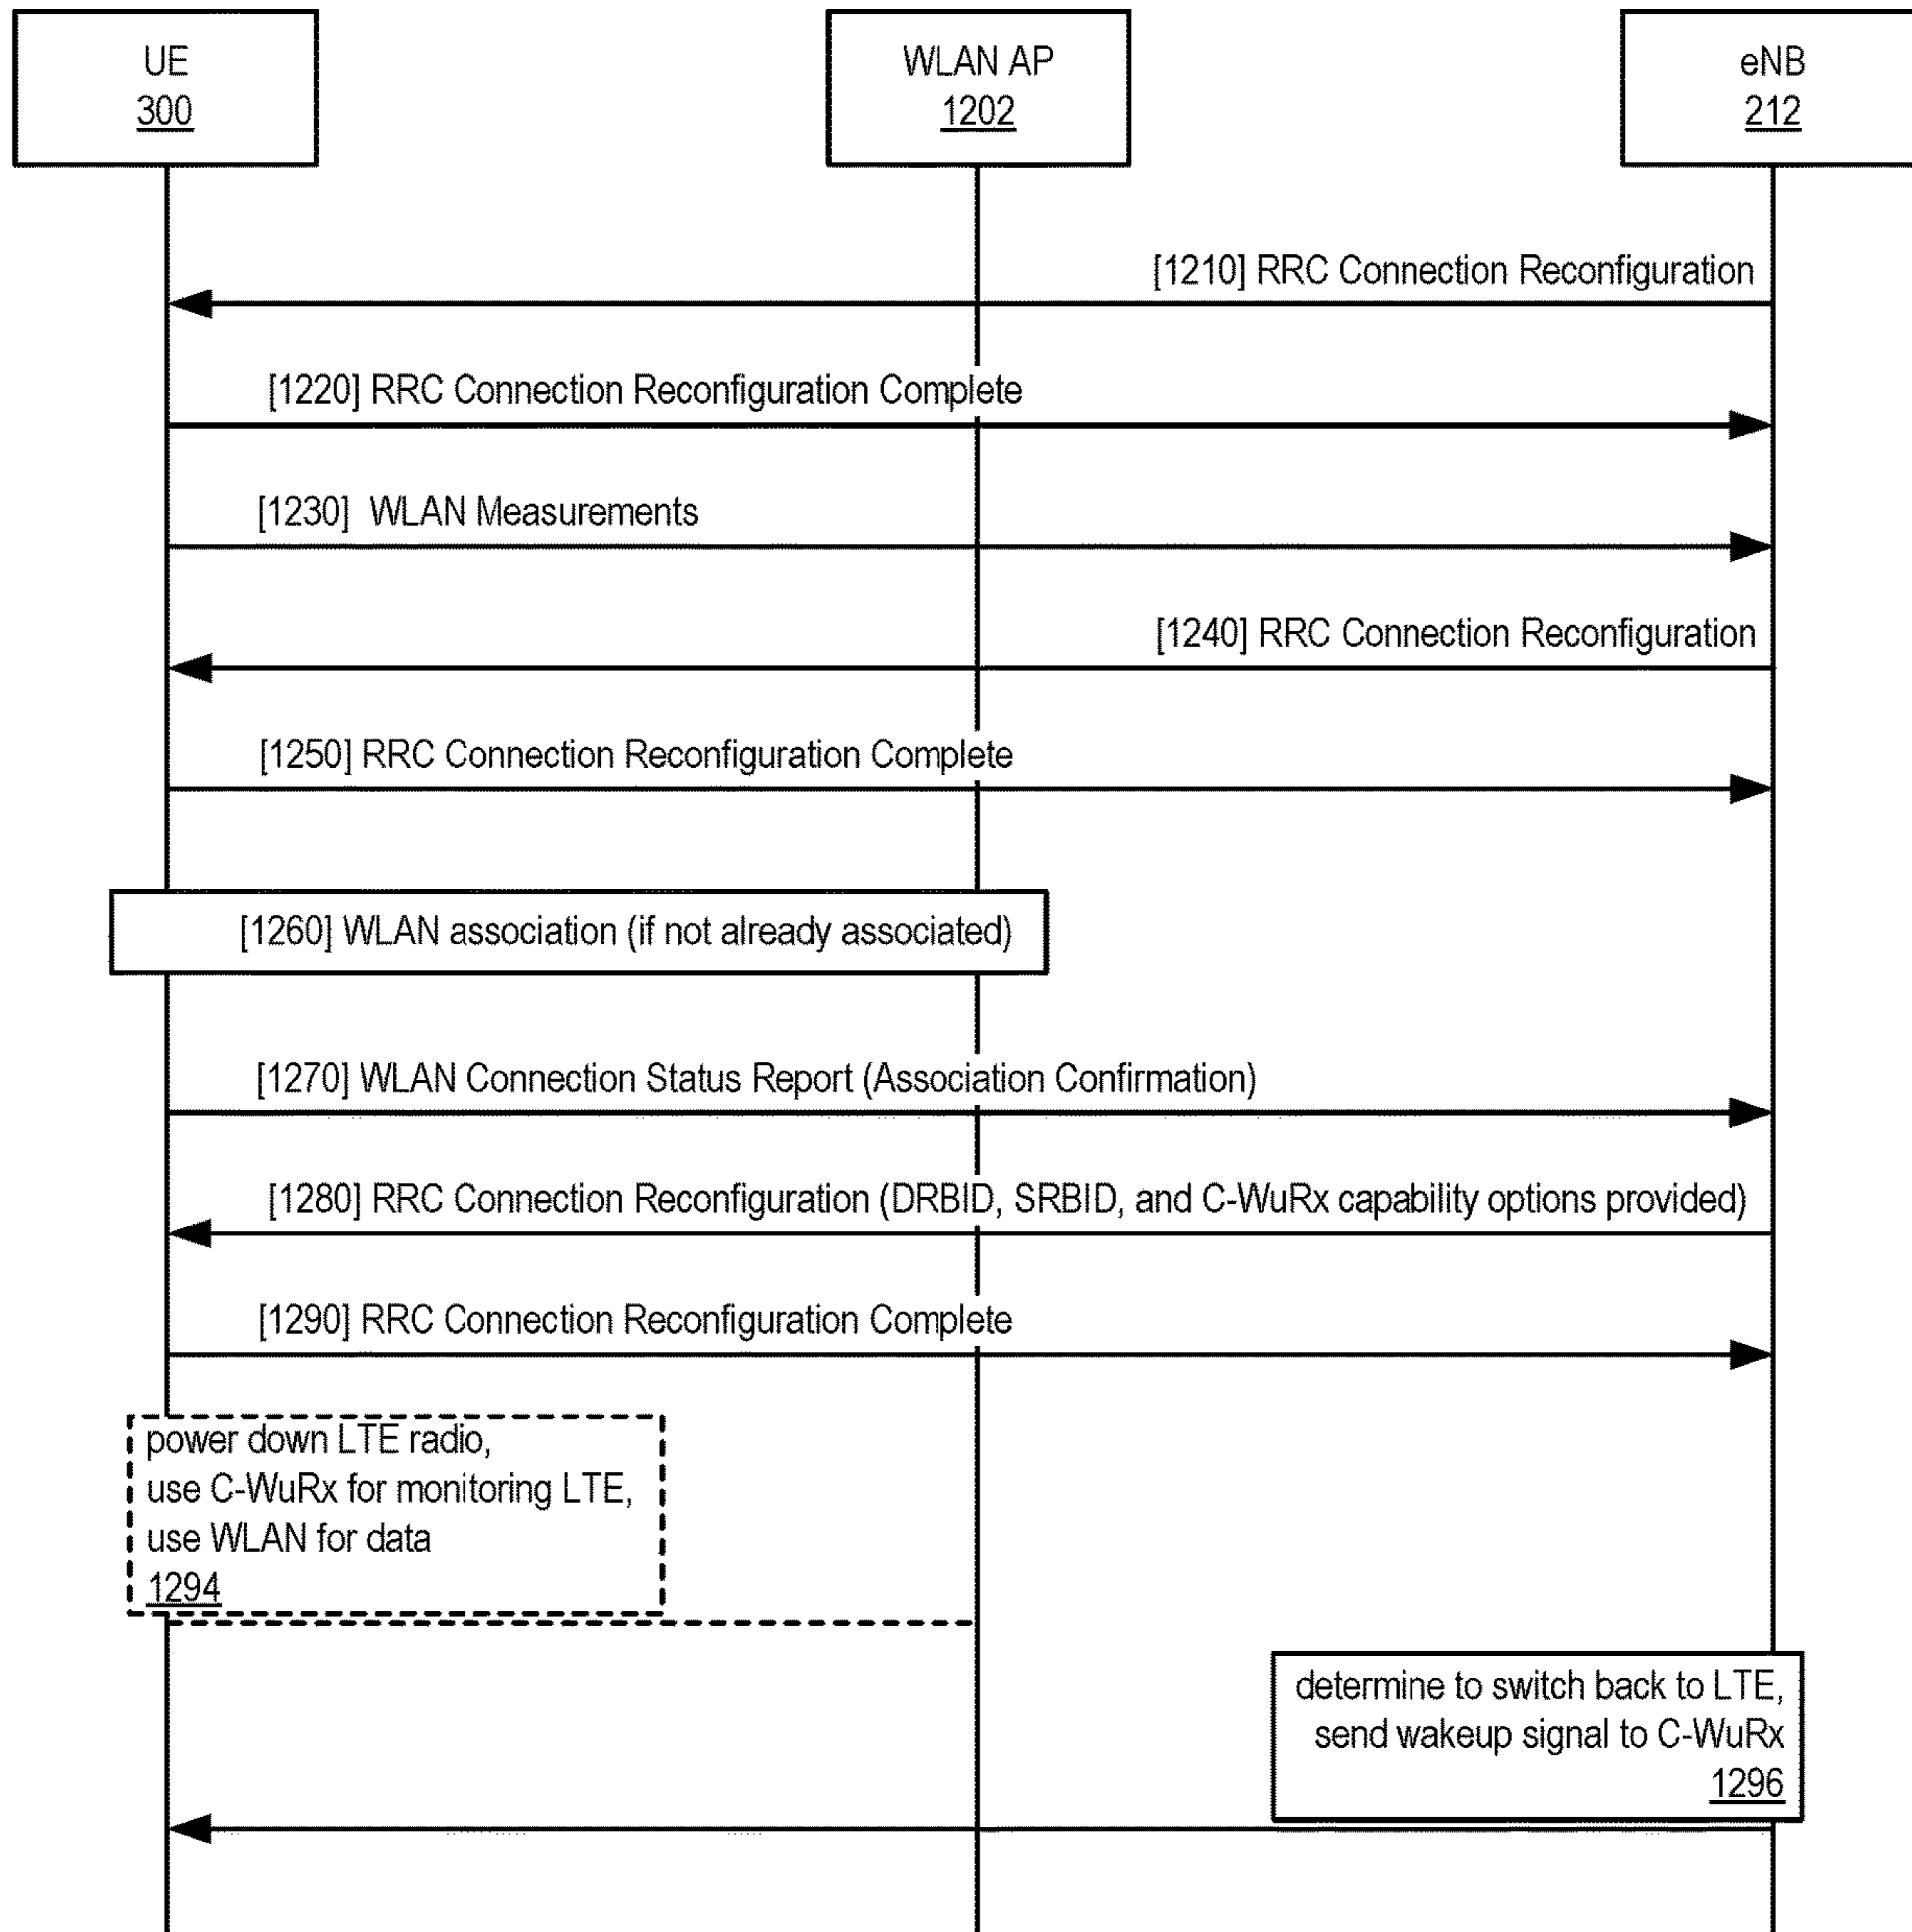 UE
300
WLAN AP
1202
eNB
212
[1210] RRC Connection Reconfiguration
[1220] RRC Connection Reconfiguration Complete
[1230] WLAN Measurements
[1240] RRC Connection Reconfiguration
[1250] RRC Connection Reconfiguration Complete
[1260] WLAN association (if not already associated)
[1270] WLAN Connection Status Report (Association Confirmation)
[1280] RRC Connection Reconfiguration (DRBID, SRBID, and C-WuRx capability options provided)
[1290] RRC Connection Reconfiguration Complete
power down LTE radio,
use C-WuRx for monitoring LTE,
use WLAN for data
1294
determine to switch back to LTE,
send wakeup signal to C-WuRx
1296